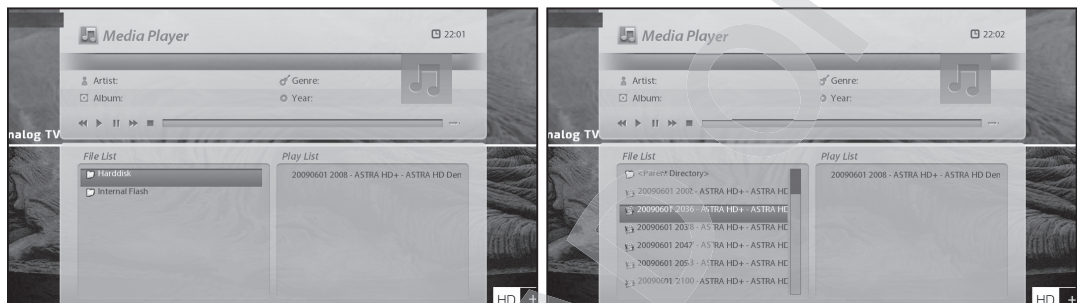 Media Player
22:01
Artist:
Genre:
Album:
Year:
nalog TV
File List
Play List
Harddisk
Internal Flash
20090601 2008 - ASTRA HD+ - ASTRA HD Den
HD +
Media Player
22:02
Artist:
Genre:
Album:
Year:
nalog TV
File List
Play List
<Parent Directory>
20090601 2008 - ASTRA HD+ - ASTRA HD Den
20090601 - ASTRA HD+ - ASTRA HD
20090601 2036 - ASTRA HD+ - ASTRA HD
20090601 2038 - ASTRA HD+ - ASTRA HD
20090601 2047 - ASTRA HD+ - ASTRA HD
20090601 - ASTRA HD+ - ASTRA HD
20090601 2100 - ASTRA HD+ - ASTRA HD
HD +